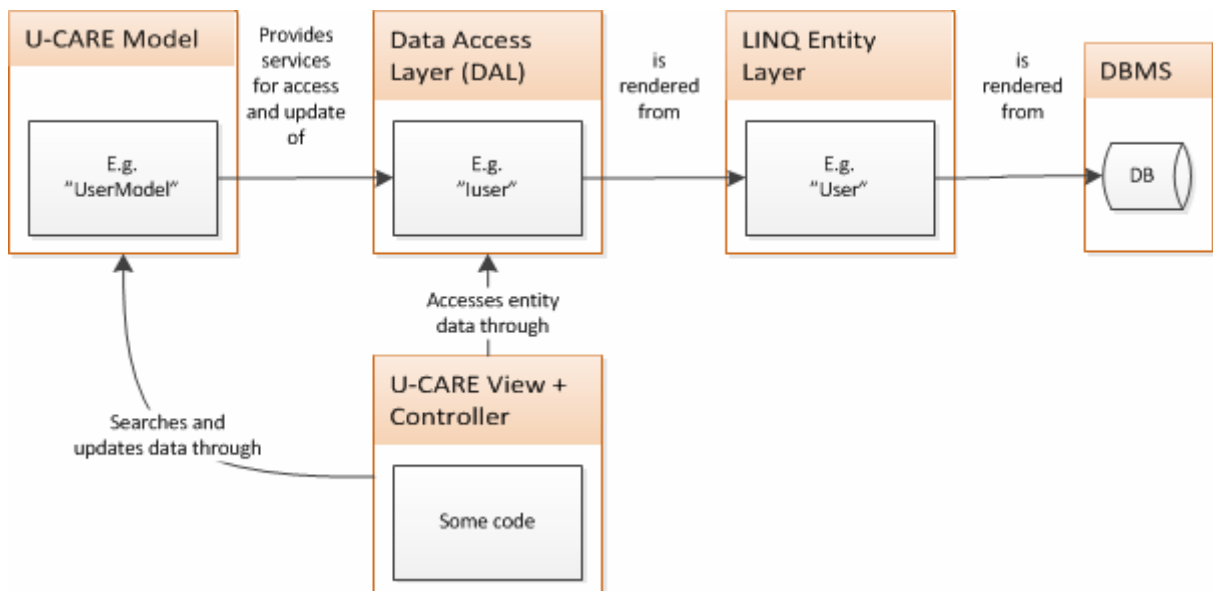 U-CARE Model
Provides
services
for access
and update
of
Data Access
Layer (DAL)
is
rendered
from
LINQ Entity
Layer
is
rendered
from
DBMS
E.g.
"UserModel"
E.g.
"Iuser"
E.g.
"User"
DB
Accesses entity
data through
Searches and
updates data through
U-CARE View +
Controller
Some code